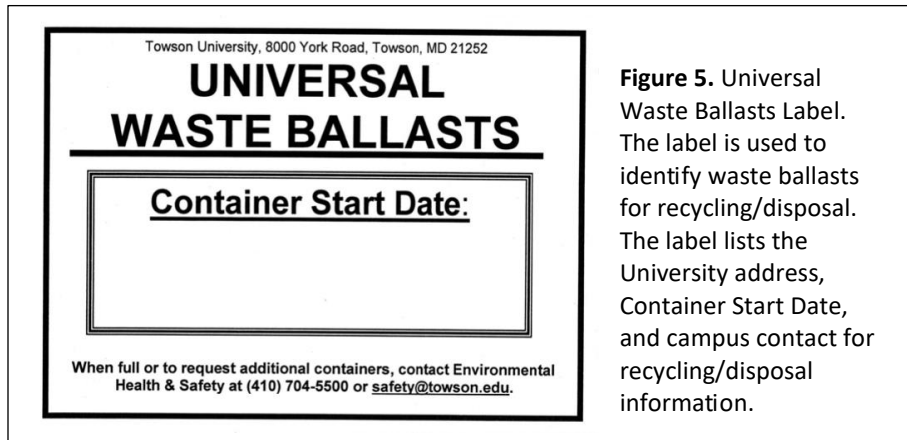 Towson University, 8000 York Road, Towson, MD 21252
UNIVERSAL
WASTE BALLASTS
Container Start Date:
When full or to request additional containers, contact Environmental
Health & Safety at (410) 704-5500 or safety@towson.edu.
Figure 5. Universal
Waste Ballasts Label.
The label is used to
identify waste ballasts
for recycling/disposal.
The label lists the
University address,
Container Start Date,
and campus contact for
recycling/disposal
information.